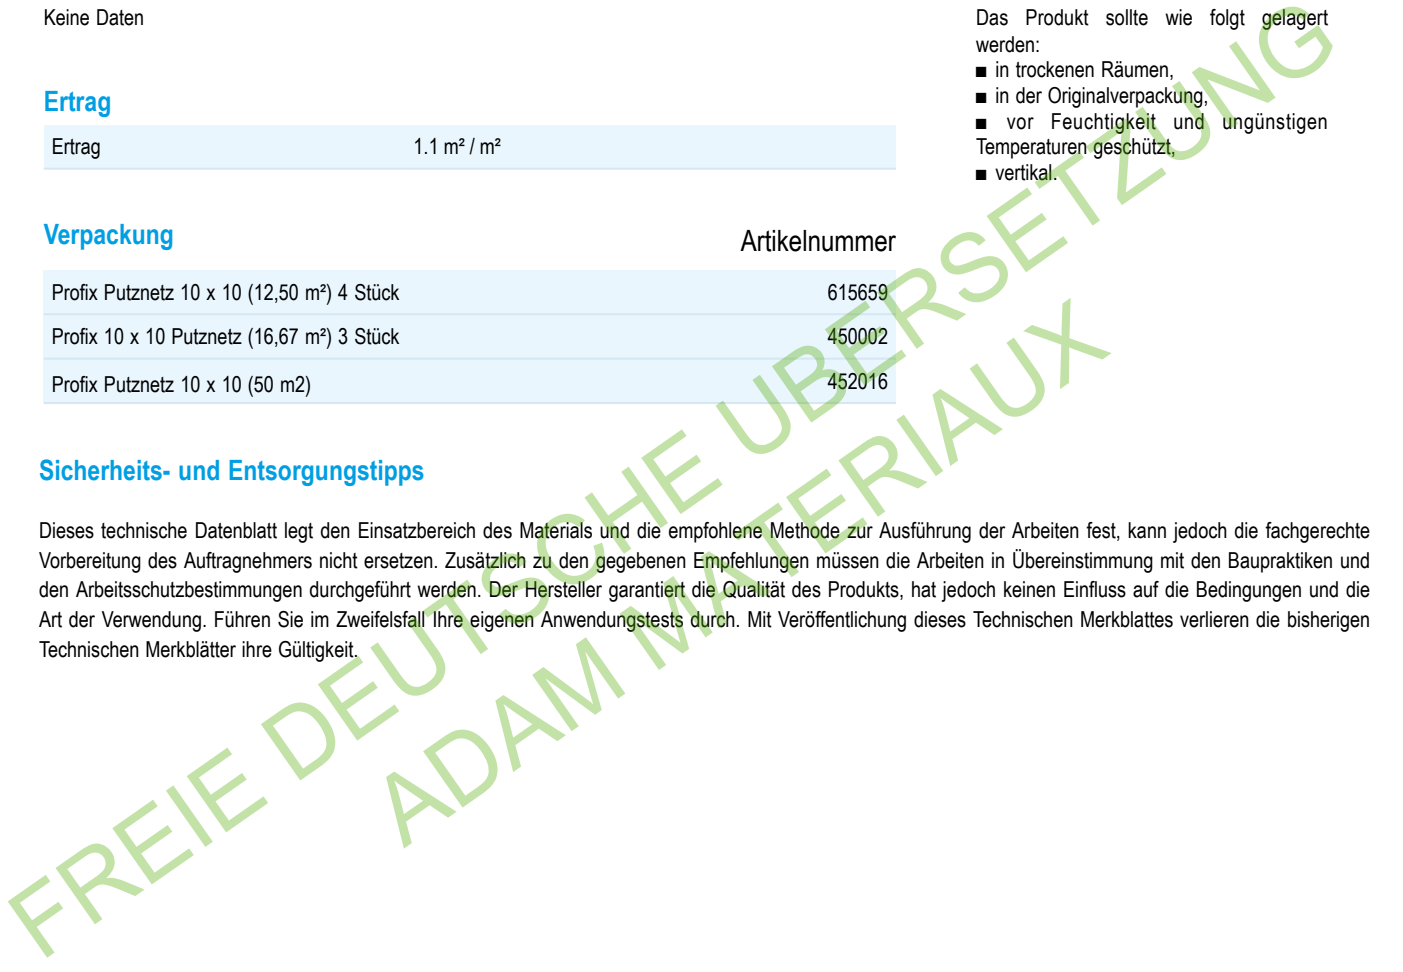 Keine Daten
Ertrag
Ertrag 1.1 m² / m²
Verpackung Artikelnummer
Profix Putznetz 10 x 10 (12,50 m²) 4 Stück 615659
Profix 10 x 10 Putznetz (16,67 m²) 3 Stück 450002
Profix Putznetz 10 x 10 (50 m2) 452016
Das Produkt sollte wie folgt gelagert
werden:
■ in trockenen Räumen,
■ in der Originalverpackung,
■ vor Feuchtigkeit und ungünstigen
Temperaturen geschützt,
■ vertikal.
Sicherheits- und Entsorgungstipps
Dieses technische Datenblatt legt den Einsatzbereich des Materials und die empfohlene Methode zur Ausführung der Arbeiten fest, kann jedoch die fachgerechte
Vorbereitung des Auftragnehmers nicht ersetzen. Zusätzlich zu den gegebenen Empfehlungen müssen die Arbeiten in Übereinstimmung mit den Baupraktiken und
den Arbeitsschutzbestimmungen durchgeführt werden. Der Hersteller garantiert die Qualität des Produkts, hat jedoch keinen Einfluss auf die Bedingungen und die
Art der Verwendung. Führen Sie im Zweifelsfall Ihre eigenen Anwendungstests durch. Mit Veröffentlichung dieses Technischen Merkblattes verlieren die bisherigen
Technischen Merkblätter ihre Gültigkeit.
FREIE DEUTSCHE UBERSETZUNG
ADAM MATERIAUX